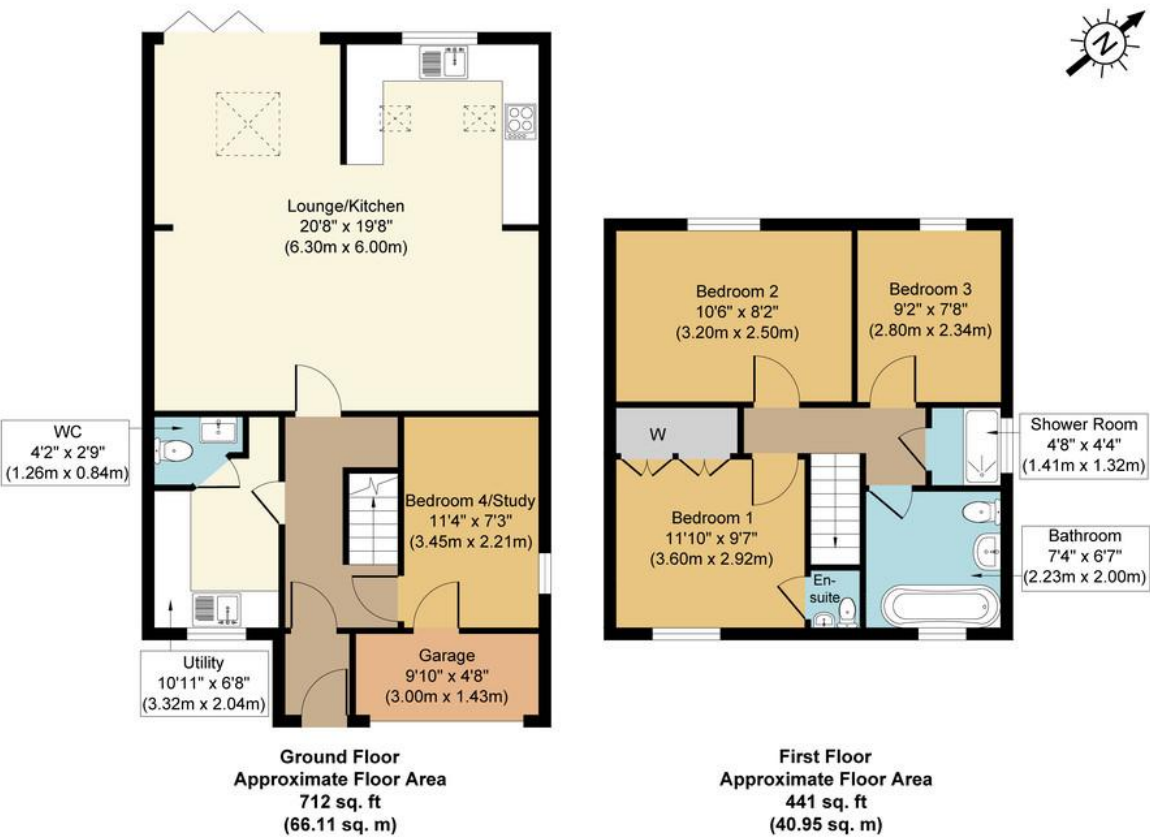 N
Lounge/Kitchen
20'8" x 19'8"
(6.30m x 6.00m)
WC
4'2" x 2'9"
(1.26m x 0.84m)
Bedroom 4/Study
11'4" x 7'3"
(3.45m x 2.21m)
Utility
10'11" x 6'8"
(3.32m x 2.04m)
Garage
9'10" x 4'8"
(3.00m x 1.43m)
Ground Floor
Approximate Floor Area
712 sq. ft
(66.11 sq. m)
Bedroom 2
10'6" x 8'2"
(3.20m x 2.50m)
Bedroom 3
9'2" x 7'8"
(2.80m x 2.34m)
W
Shower Room
4'8" x 4'4"
(1.41m x 1.32m)
Bedroom 1
11'10" x 9'7"
(3.60m x 2.92m)
En-
suite
Bathroom
7'4" x 6'7"
(2.23m x 2.00m)
First Floor
Approximate Floor Area
441 sq. ft
(40.95 sq. m)